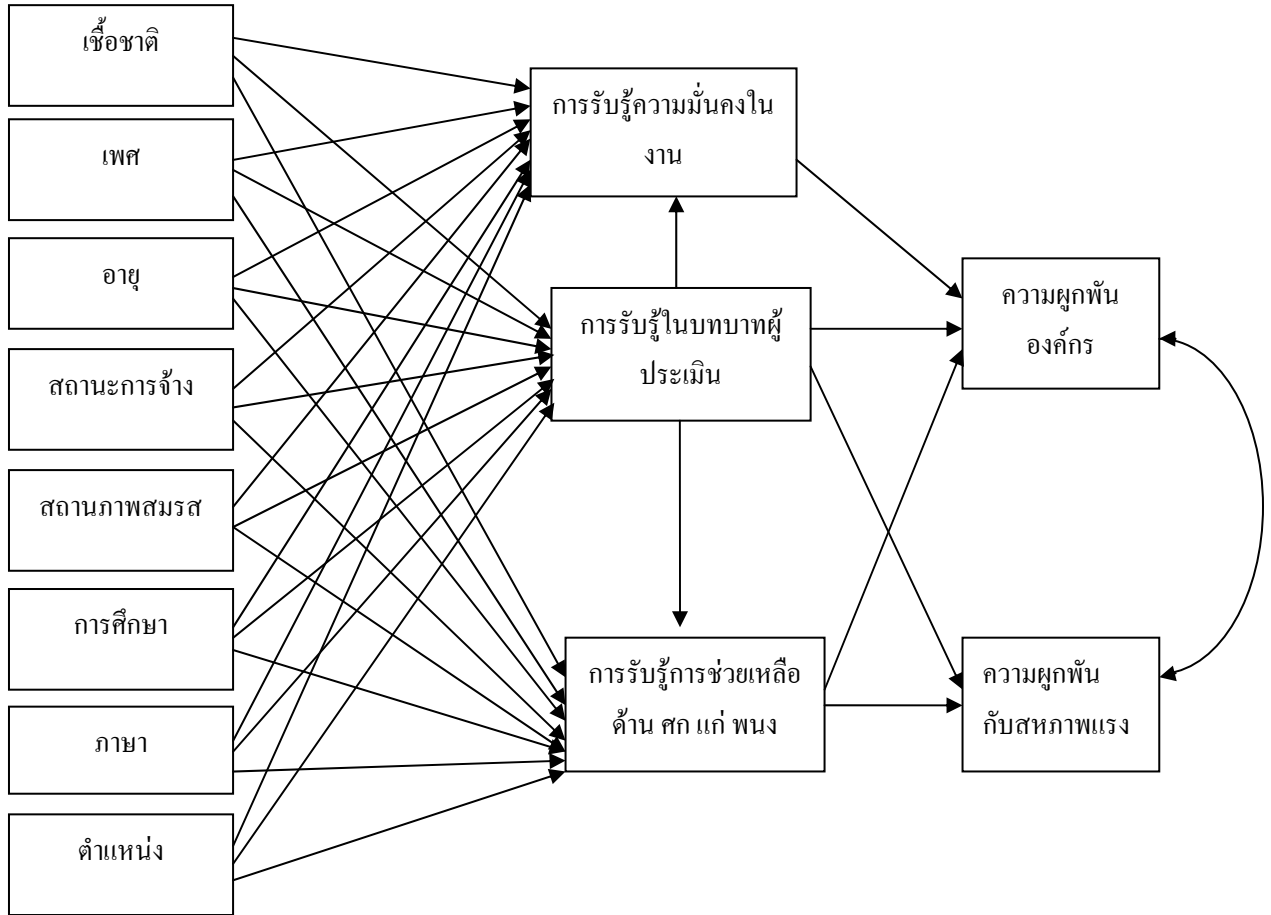 เชื้อชาติ
เพศ
อายุ
สถานะการจ้าง
สถานภาพสมรส
การศึกษา
ภาษา
ตำแหน่ง
การรับรู้ความมั่นคงใน
งาน
การรับรู้ในบทบาทผู้
ประเมิน
การรับรู้การช่วยเหลือ
ด้าน ศก แก่ พนง
ความผูกพัน
องค์กร
ความผูกพัน
กับสหภาพแรง